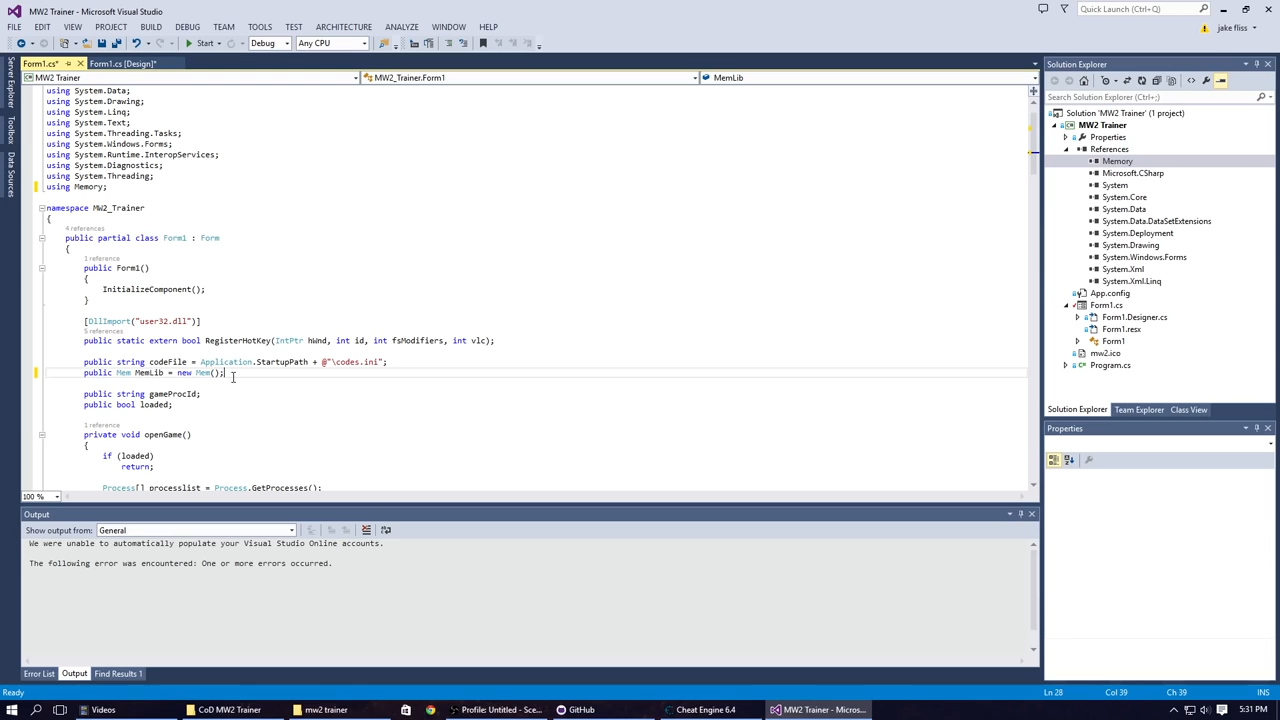 MW2 Trainer - Microsoft Visual Studio
Quick Launch (Ctrl+Q)
FILE EDIT VIEW PROJECT BUILD DEBUG TEAM TOOLS TEST ARCHITECTURE ANALYZE WINDOW HELP
jake fliss
Start Debug Any CPU
Server Explorer
Toolbox
Data Sources
Form1.cs* Form1.cs [Design]*
MW2 Trainer MW2_Trainer.Form1 MemLib
using System.Data;
using System.Drawing;
using System.Linq;
using System.Text;
using System.Threading.Tasks;
using System.Windows.Forms;
using System.Runtime.InteropServices;
using System.Diagnostics;
using System.Threading;
using Memory;
namespace MW2_Trainer
{
4 references
public partial class Form1 : Form
{
1 reference
public Form1()
{
InitializeComponent();
}
[DllImport("user32.dll")]
5 references
public static extern bool RegisterHotKey(IntPtr hWnd, int id, int fsModifiers, int vlc);
public string codeFile = Application.StartupPath + @"\codes.ini";
public Mem MemLib = new Mem();
public string gameProcId;
public bool loaded;
1 reference
private void openGame()
{
if (loaded)
return;
Process[] processlist = Process.GetProcesses();
100 %
Output
Show output from: General
We were unable to automatically populate your Visual Studio Online accounts.
The following error was encountered: One or more errors occurred.
Error List Output Find Results 1
Solution Explorer
Search Solution Explorer (Ctrl+;)
Solution 'MW2 Trainer' (1 project)
MW2 Trainer
Properties
References
Memory
Microsoft.CSharp
System
System.Core
System.Data
System.Data.DataSetExtensions
System.Deployment
System.Drawing
System.Windows.Forms
System.Xml
System.Xml.Linq
App.config
Form1.cs
Form1.Designer.cs
Form1.resx
Form1
mw2.ico
Program.cs
Solution Explorer Team Explorer Class View
Properties
Ready Ln 28 Col 39 Ch 39 INS
Videos CoD MW2 Trainer mw2 trainer Profile: Untitled - Sce... GitHub Cheat Engine 6.4 MW2 Trainer - Micros... 5:31 PM